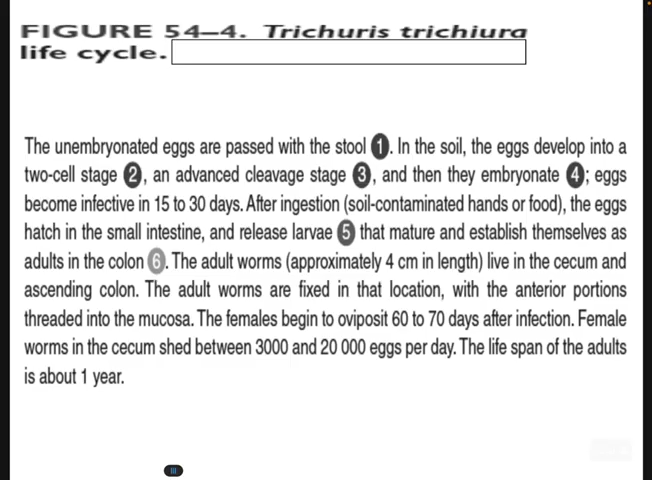 FIGURE 54–4. Trichuris trichiura
life cycle.
The unembryonated eggs are passed with the stool 1. In the soil, the eggs develop into a
two-cell stage 2, an advanced cleavage stage 3, and then they embryonate 4; eggs
become infective in 15 to 30 days. After ingestion (soil-contaminated hands or food), the eggs
hatch in the small intestine, and release larvae 5 that mature and establish themselves as
adults in the colon 6. The adult worms (approximately 4 cm in length) live in the cecum and
ascending colon. The adult worms are fixed in that location, with the anterior portions
threaded into the mucosa. The females begin to oviposit 60 to 70 days after infection. Female
worms in the cecum shed between 3000 and 20 000 eggs per day. The life span of the adults
is about 1 year.